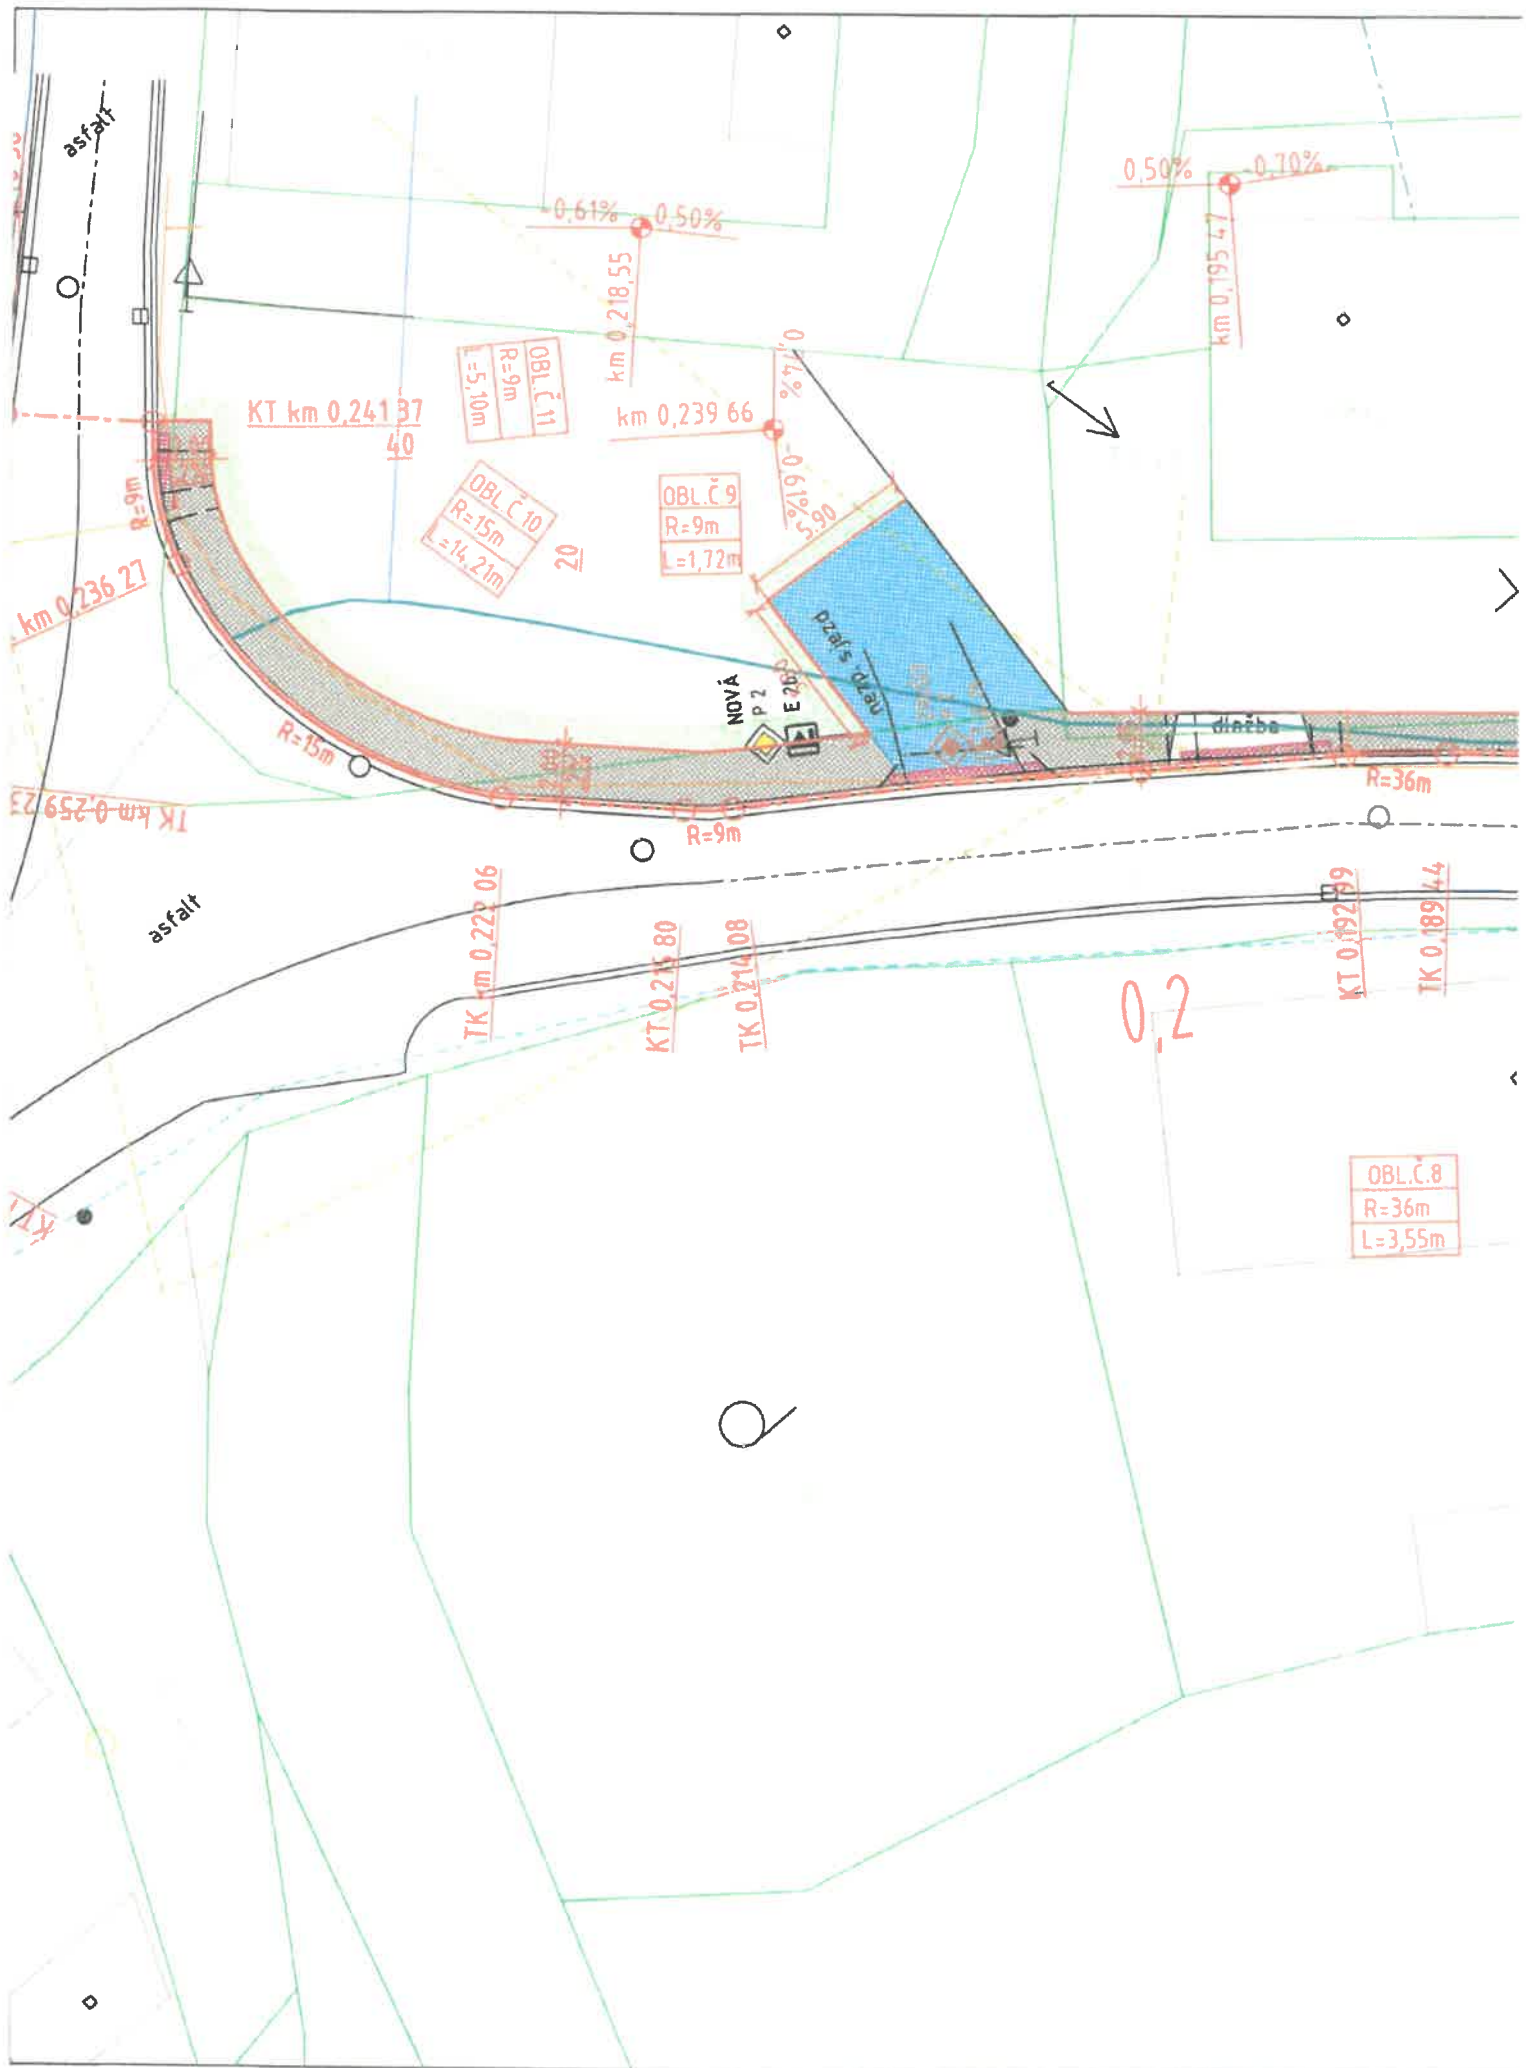 asfalt
0,50%
-0,70%
km 0,195 47
-0,61%
0,50%
km 0,218,55
OBL.Č.11
R=9m
L=5,10m
KT km 0,241 37
40
km 0,239 66
-0,61%
5.90
OBL.Č 10
R=15m
L=14,21m
20
OBL.Č 9
R=9m
L=1,72m
R=9m
km 0,236 27
nezp. sjezd
NOVÁ
P 2
E 2b
dlažba
R=15m
R=36m
TK km 0,259 23
R=9m
asfalt
TK km 0,222 06
KT 0,215 80
TK 0,214 08
KT 0,192 99
TK 0,189 44
0,2
OBL.Č.8
R=36m
L=3,55m